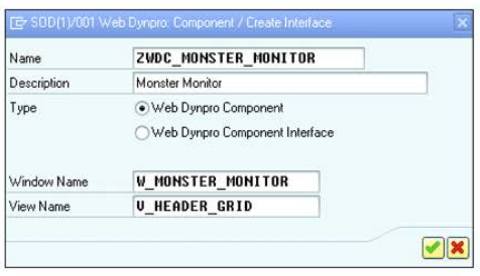 SDD(1)/001 Web Dynpro: Component / Create Interface
Name ZWDC_MONSTER_MONITOR
Description Monster Monitor
Type Web Dynpro Component
Web Dynpro Component Interface
Window Name W_MONSTER_MONITOR
View Name V_HEADER_GRID